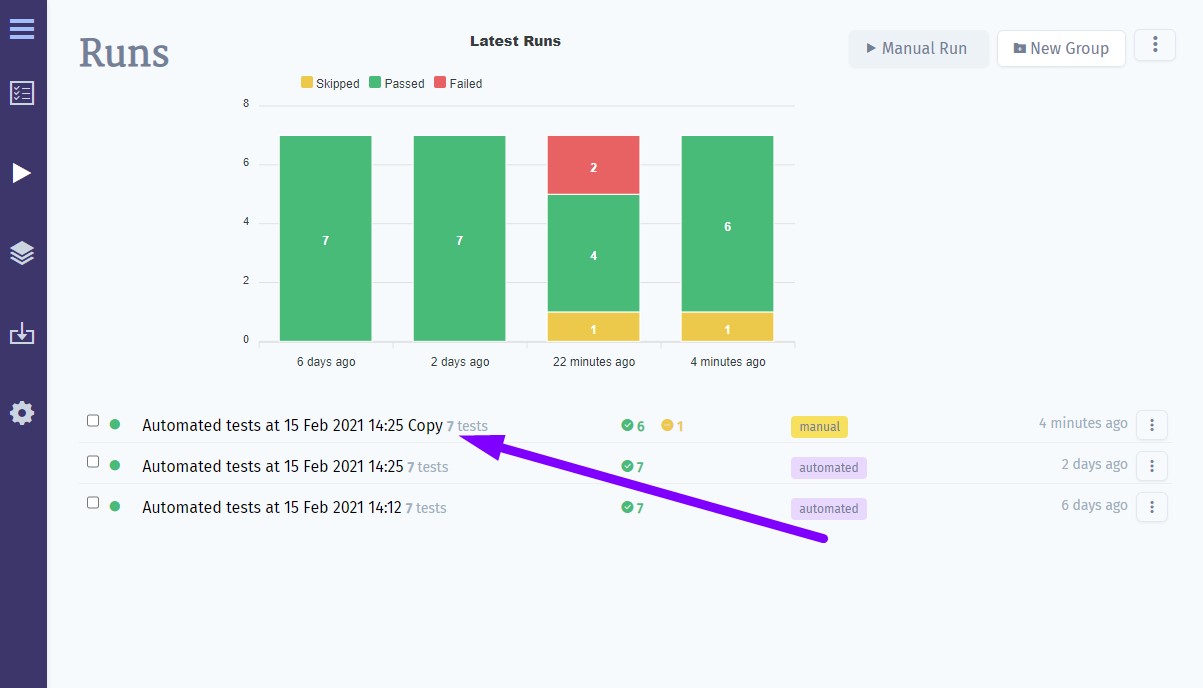 Runs
Latest Runs
Manual Run
New Group
Skipped Passed Failed
8
6
4
2
0
7
7
2
4
1
6
1
6 days ago
2 days ago
22 minutes ago
4 minutes ago
Automated tests at 15 Feb 2021 14:25 Copy 7 tests 6 1 manual 4 minutes ago
Automated tests at 15 Feb 2021 14:25 7 tests 7 automated 2 days ago
Automated tests at 15 Feb 2021 14:12 7 tests 7 automated 6 days ago